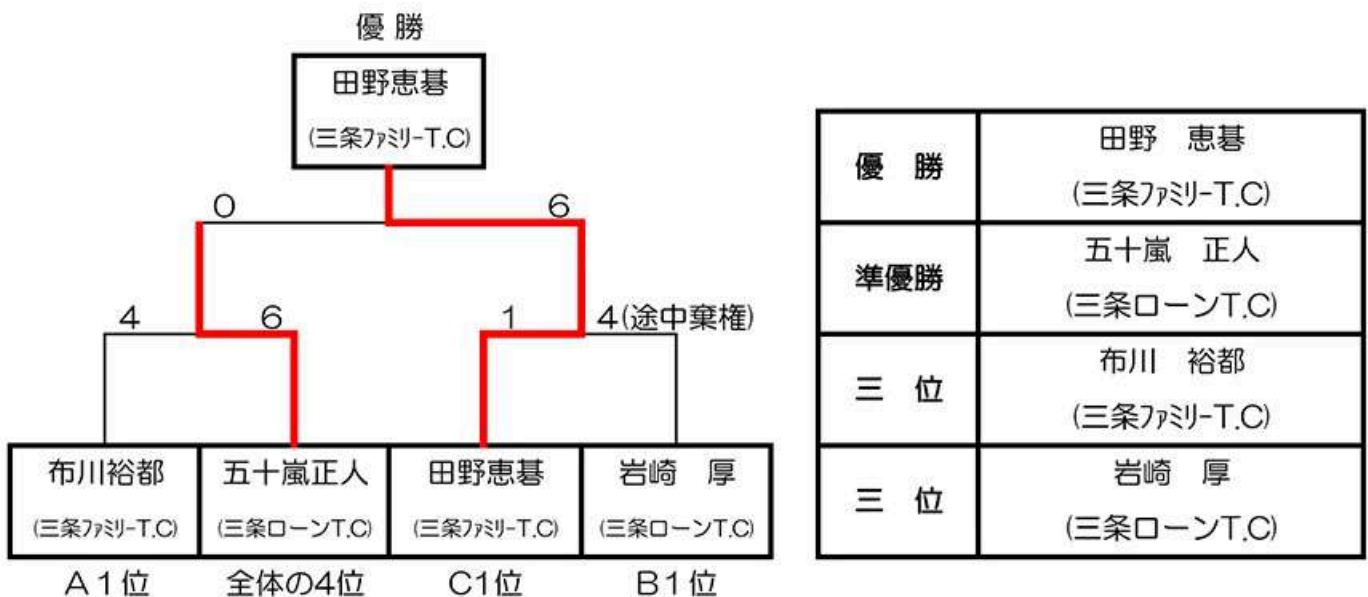 優 勝
田野恵碁
(三条ファミリーT.C)
0
6
4
6
1
4(途中棄権)
布川裕都
(三条ファミリーT.C)
五十嵐正人
(三条ローンT.C)
田野恵碁
(三条ファミリーT.C)
岩崎　厚
(三条ローンT.C)
A１位
全体の4位
C1位
B1位
優　勝
田野　恵碁
(三条ファミリーT.C)
準優勝
五十嵐　正人
(三条ローンT.C)
三　位
布川　裕都
(三条ファミリーT.C)
三　位
岩崎　厚
(三条ローンT.C)